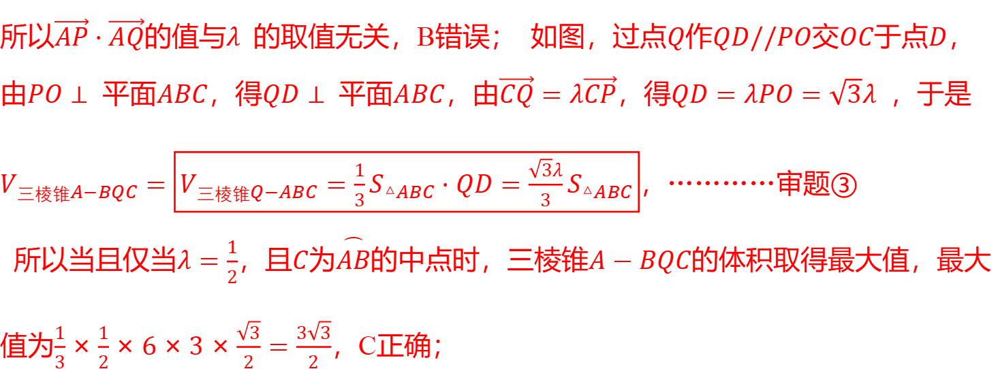 所以$\overrightarrow{AP}\cdot\overrightarrow{AQ}$的值与$\lambda$ 的取值无关，B错误； 如图，过点$Q$作$QD//PO$交$OC$于点$D$，
由$PO\perp$ 平面$ABC$，得$QD\perp$ 平面$ABC$，由$\overrightarrow{CQ}=\lambda\overrightarrow{CP}$，得$QD=\lambda PO=\sqrt{3}\lambda$ ，于是
$V_{三棱锥A-BQC}=V_{三棱锥Q-ABC}=\frac{1}{3}S_{\triangle ABC}\cdot QD=\frac{\sqrt{3}\lambda}{3}S_{\triangle ABC}$，…………审题③
所以当且仅当$\lambda=\frac{1}{2}$，且$C$为$\overset{\frown}{AB}$的中点时，三棱锥$A-BQC$的体积取得最大值，最大
值为$\frac{1}{3}\times\frac{1}{2}\times6\times3\times\frac{\sqrt{3}}{2}=\frac{3\sqrt{3}}{2}$，C正确；